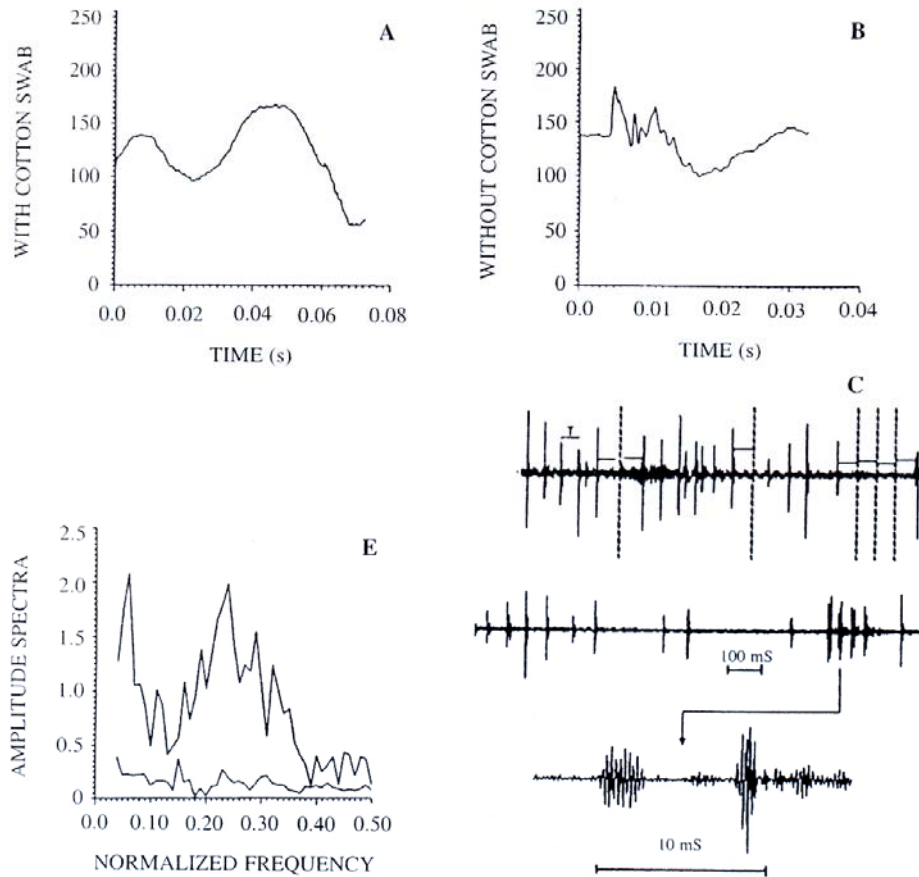 WITH COTTON SWAB
250
200
150
100
50
0
0.0 0.02 0.04 0.06 0.08
TIME (s)
A
WITHOUT COTTON SWAB
250
200
150
100
50
0
0.0 0.01 0.02 0.03 0.04
TIME (s)
B
C
T
100 mS
10 mS
E
AMPLITUDE SPECTRA
2.5
2.0
1.5
1.0
0.5
0
0.0 0.10 0.20 0.30 0.40 0.50
NORMALIZED FREQUENCY